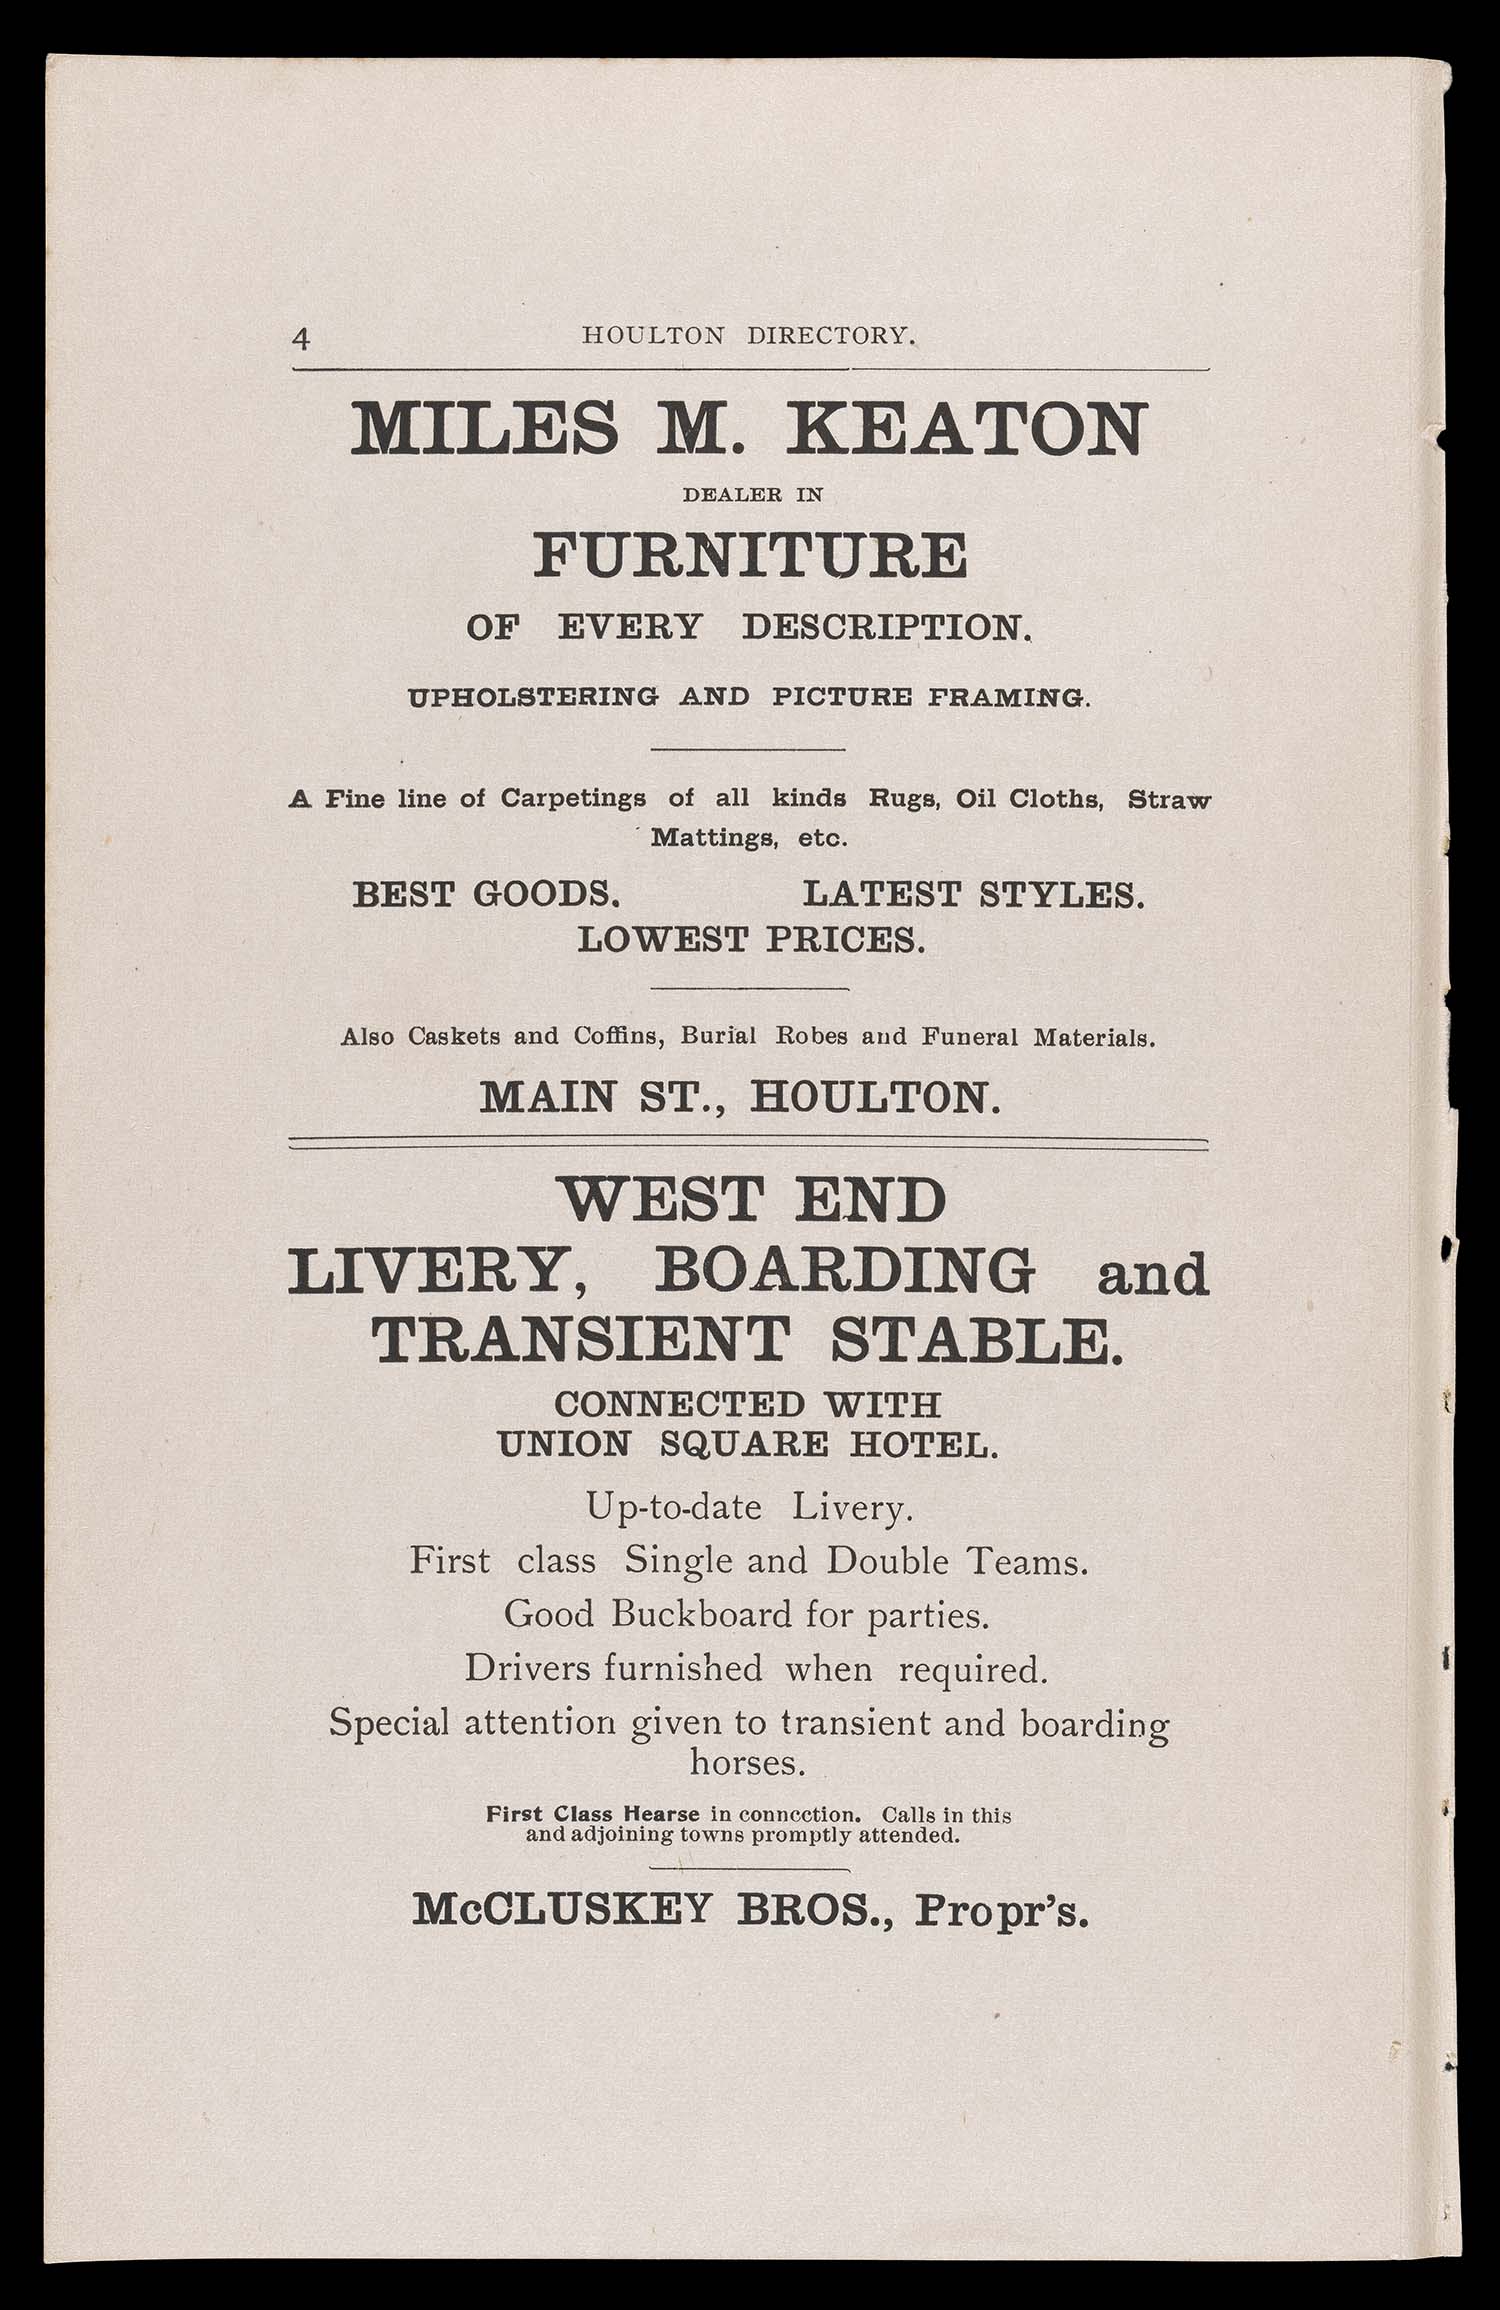 4 HOULTON DIRECTORY.
MILES M. KEATON
DEALER IN
FURNITURE
OF EVERY DESCRIPTION.
UPHOLSTERING AND PICTURE FRAMING.
A Fine line of Carpetings of all kinds Rugs, Oil Cloths, Straw
Mattings, etc.
BEST GOODS. LATEST STYLES.
LOWEST PRICES.
Also Caskets and Coffins, Burial Robes and Funeral Materials.
MAIN ST., HOULTON.
WEST END
LIVERY, BOARDING and
TRANSIENT STABLE.
CONNECTED WITH
UNION SQUARE HOTEL.
Up-to-date Livery.
First class Single and Double Teams.
Good Buckboard for parties.
Drivers furnished when required.
Special attention given to transient and boarding
horses.
First Class Hearse in connection. Calls in this
and adjoining towns promptly attended.
McCLUSKEY BROS., Propr's.